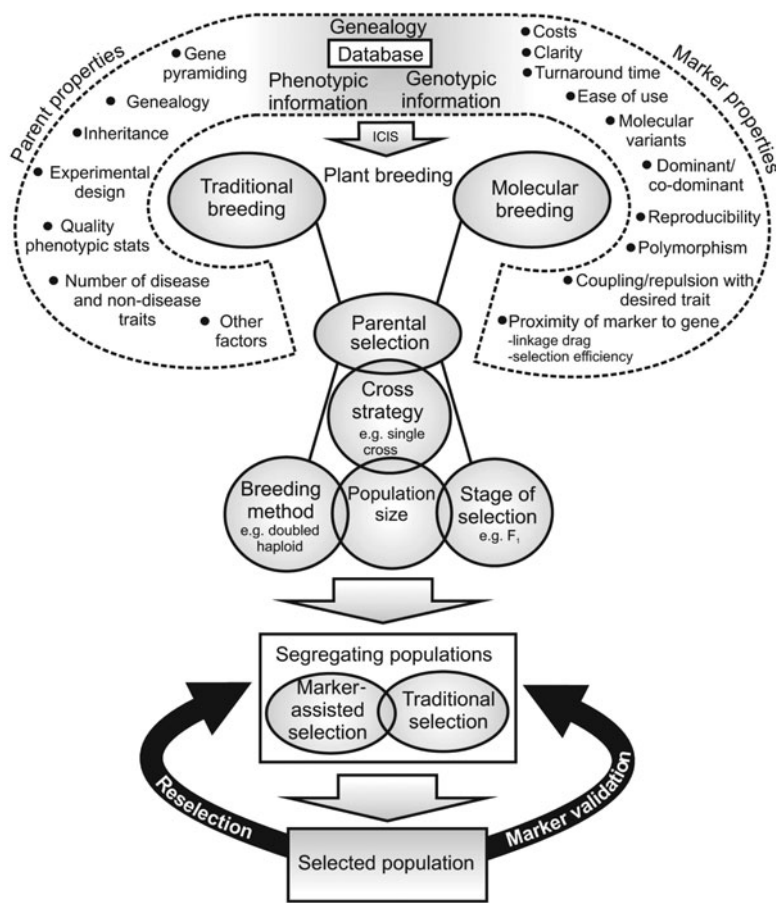 Genealogy
Database
Phenotypic
information
Genotypic
information
ICIS
Plant breeding
Parent properties
● Gene
pyramiding
● Genealogy
● Inheritance
● Experimental
design
● Quality
phenotypic stats
● Number of disease
and non-disease
traits
● Other
factors
Marker properties
● Costs
● Clarity
● Turnaround time
● Ease of use
● Molecular
variants
● Dominant/
co-dominant
● Reproducibility
● Polymorphism
● Coupling/repulsion with
desired trait
● Proximity of marker to gene
-linkage drag
-selection efficiency
Traditional
breeding
Molecular
breeding
Parental
selection
Cross
strategy
e.g. single
cross
Breeding
method
e.g. doubled
haploid
Population
size
Stage of
selection
e.g. F₁
Segregating populations
Marker-
assisted
selection
Traditional
selection
Reselection
Marker validation
Selected population